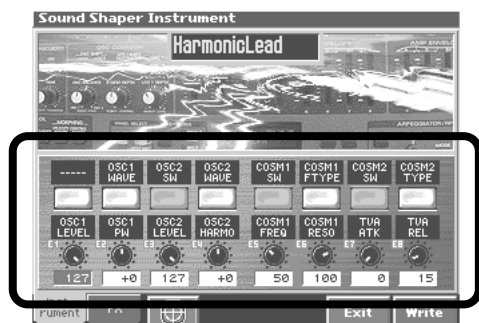 Sound Shaper Instrument
HarmonicLead
----- OSC1 WAVE OSC2 SW OSC2 WAVE COSM1 SW COSM1 FTYPE COSM2 SW COSM2 TYPE
OSC1 LEVEL OSC1 PW OSC2 LEVEL OSC2 HARMO COSM1 FREQ COSM1 RESO TVA ATK TVA REL
E1 E2 E3 E4 E5 E6 E7 E8
127 +0 127 +0 50 100 0 15
rument FX Exit Write